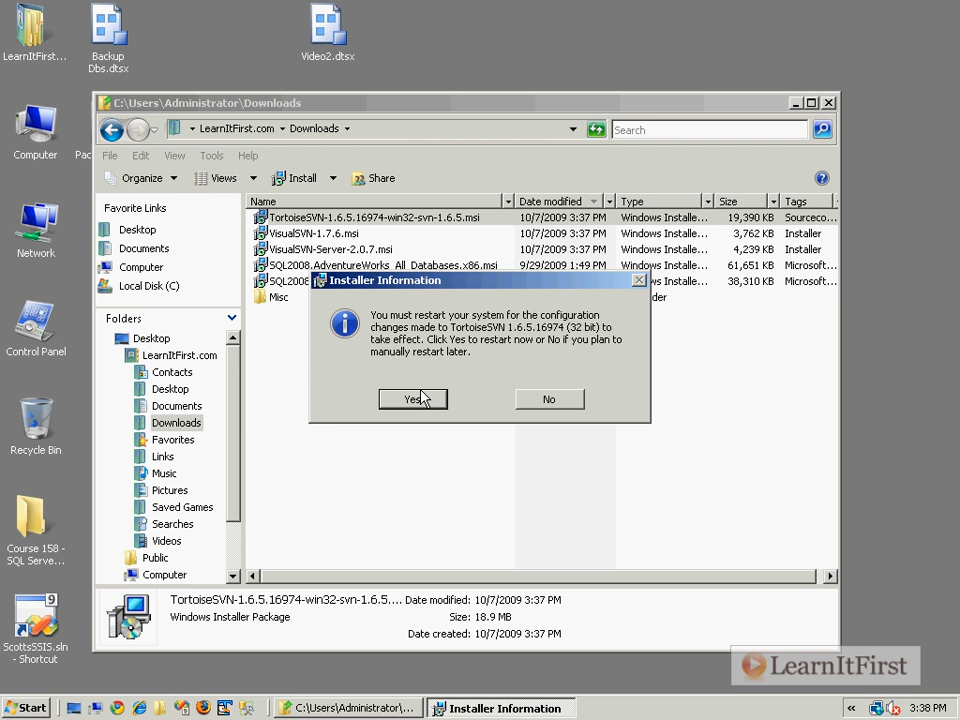 LearnItFirst...
Backup
Dbs.dtsx
Video2.dtsx
Computer
Pac
Network
Control Panel
Recycle Bin
Course 158 -
SQL Serve...
ScottsSSIS.sln
- Shortcut
C:\Users\Administrator\Downloads
LearnItFirst.com
Downloads
Search
File Edit View Tools Help
Organize Views Install Share
Favorite Links
Desktop
Documents
Computer
Local Disk (C)
Folders
Desktop
LearnItFirst.com
Contacts
Desktop
Documents
Downloads
Favorites
Links
Music
Pictures
Saved Games
Searches
Videos
Public
Computer
Name Date modified Type Size Tags
TortoiseSVN-1.6.5.16974-win32-svn-1.6.5.msi 10/7/2009 3:37 PM Windows Installe... 19,390 KB Sourceco...
VisualSVN-1.7.6.msi 10/7/2009 3:37 PM Windows Installe... 3,762 KB Installer
VisualSVN-Server-2.0.7.msi 10/7/2009 3:37 PM Windows Installe... 4,239 KB Installer
SQL2008.AdventureWorks_All_Databases.x86.msi 9/29/2009 1:49 PM Windows Installe... 61,651 KB Microsoft...
SQL2008 38,310 KB Microsoft...
Misc
Installer Information
You must restart your system for the configuration
changes made to TortoiseSVN 1.6.5.16974 (32 bit) to
take effect. Click Yes to restart now or No if you plan to
manually restart later.
Yes No
TortoiseSVN-1.6.5.16974-win32-svn-1.6.5.... Date modified: 10/7/2009 3:37 PM
Windows Installer Package Size: 18.9 MB
Date created: 10/7/2009 3:37 PM
LearnItFirst
Start
C:\Users\Administrator\...
Installer Information
3:38 PM